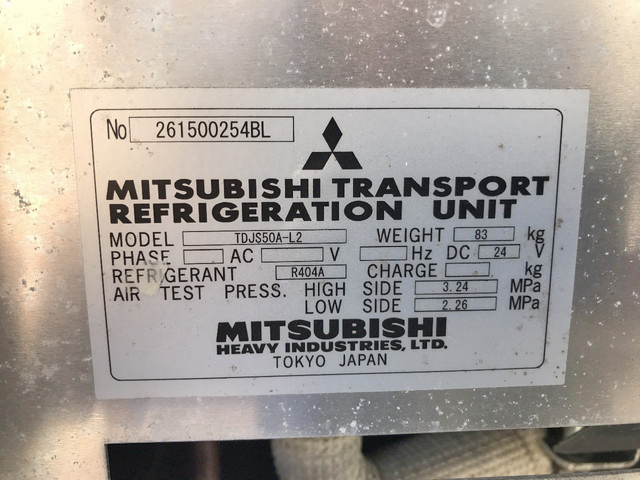 No 261500254BL
MITSUBISHI TRANSPORT
REFRIGERATION UNIT
MODEL TDJS50A-L2 WEIGHT 83 kg
PHASE AC V Hz DC 24 V
REFRIGERANT R404A CHARGE kg
AIR TEST PRESS. HIGH SIDE 3.24 MPa
LOW SIDE 2.26 MPa
MITSUBISHI
HEAVY INDUSTRIES, LTD.
TOKYO JAPAN